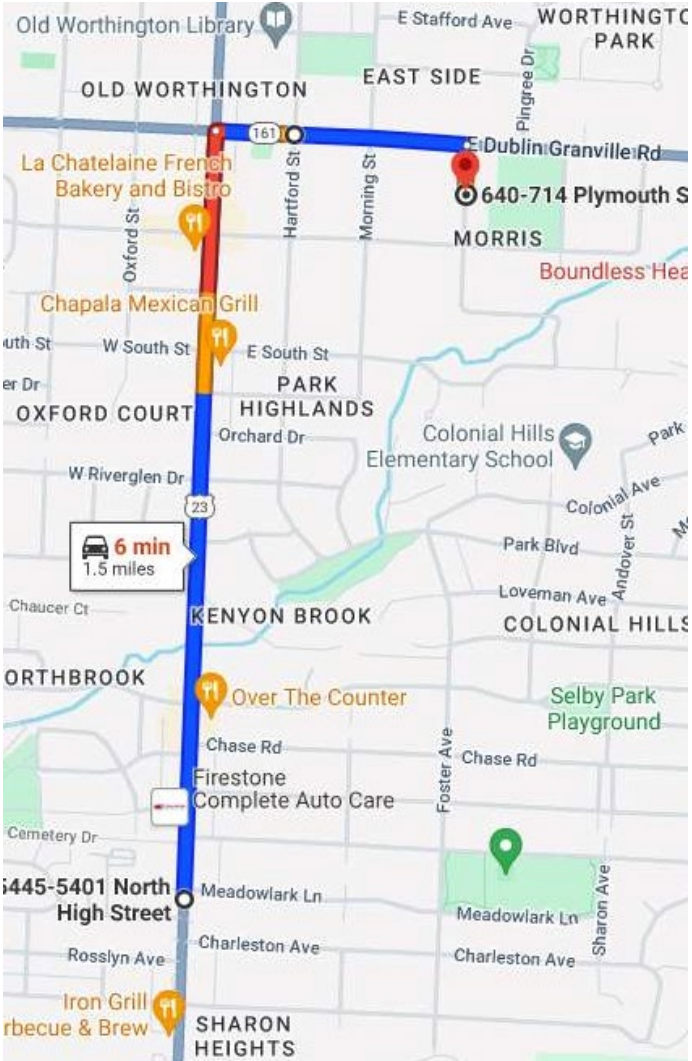 E Stafford Ave
WORTHINGTO
PARK
Old Worthington Library
EAST SIDE
OLD WORTHINGTON
Pingree Dr
161
E Dublin Granville Rd
La Chatelaine French
Bakery and Bistro
Hartford St
Morning St
640-714 Plymouth S
Oxford St
MORRIS
Boundless Hea
Chapala Mexican Grill
uth St
W South St
E South St
er Dr
PARK
HIGHLANDS
OXFORD COURT
Orchard Dr
Colonial Hills
Elementary School
Park
W Riverglen Dr
Colonial Ave
23
6 min
1.5 miles
Park Blvd
Andover St
Loveman Ave
Chaucer Ct
KENYON BROOK
COLONIAL HILLS
ORTHBROOK
Over The Counter
Selby Park
Playground
Chase Rd
Foster Ave
Chase Rd
Firestone
Complete Auto Care
Cemetery Dr
5445-5401 North
High Street
Meadowlark Ln
Sharon Ave
Meadowlark Ln
Rosslyn Ave
Charleston Ave
Charleston Ave
Iron Grill
rbecue & Brew
SHARON
HEIGHTS